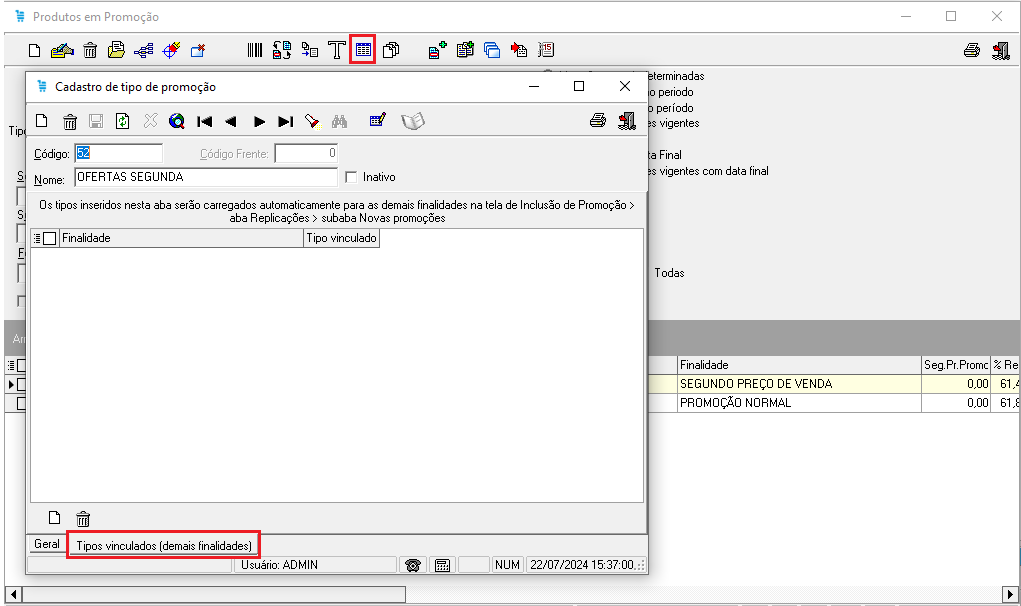 Produtos em Promoção
T
15
eterminadas
o periodo
o período
es vigentes
ta Final
es vigentes com data final
Todas
Cadastro de tipo de promoção
Código: 52 Código Frente: 0
Nome: OFERTAS SEGUNDA Inativo
Os tipos inseridos nesta aba serão carregados automaticamente para as demais finalidades na tela de Inclusão de Promoção >
aba Replicações > subaba Novas promoções
Finalidade Tipo vinculado
Geral Tipos vinculados (demais finalidades)
Usuário: ADMIN NUM 22/07/2024 15:37:00
Finalidade Seg.Pr.Promc % Re
SEGUNDO PREÇO DE VENDA 0,00 61,4
PROMOÇÃO NORMAL 0,00 61,8